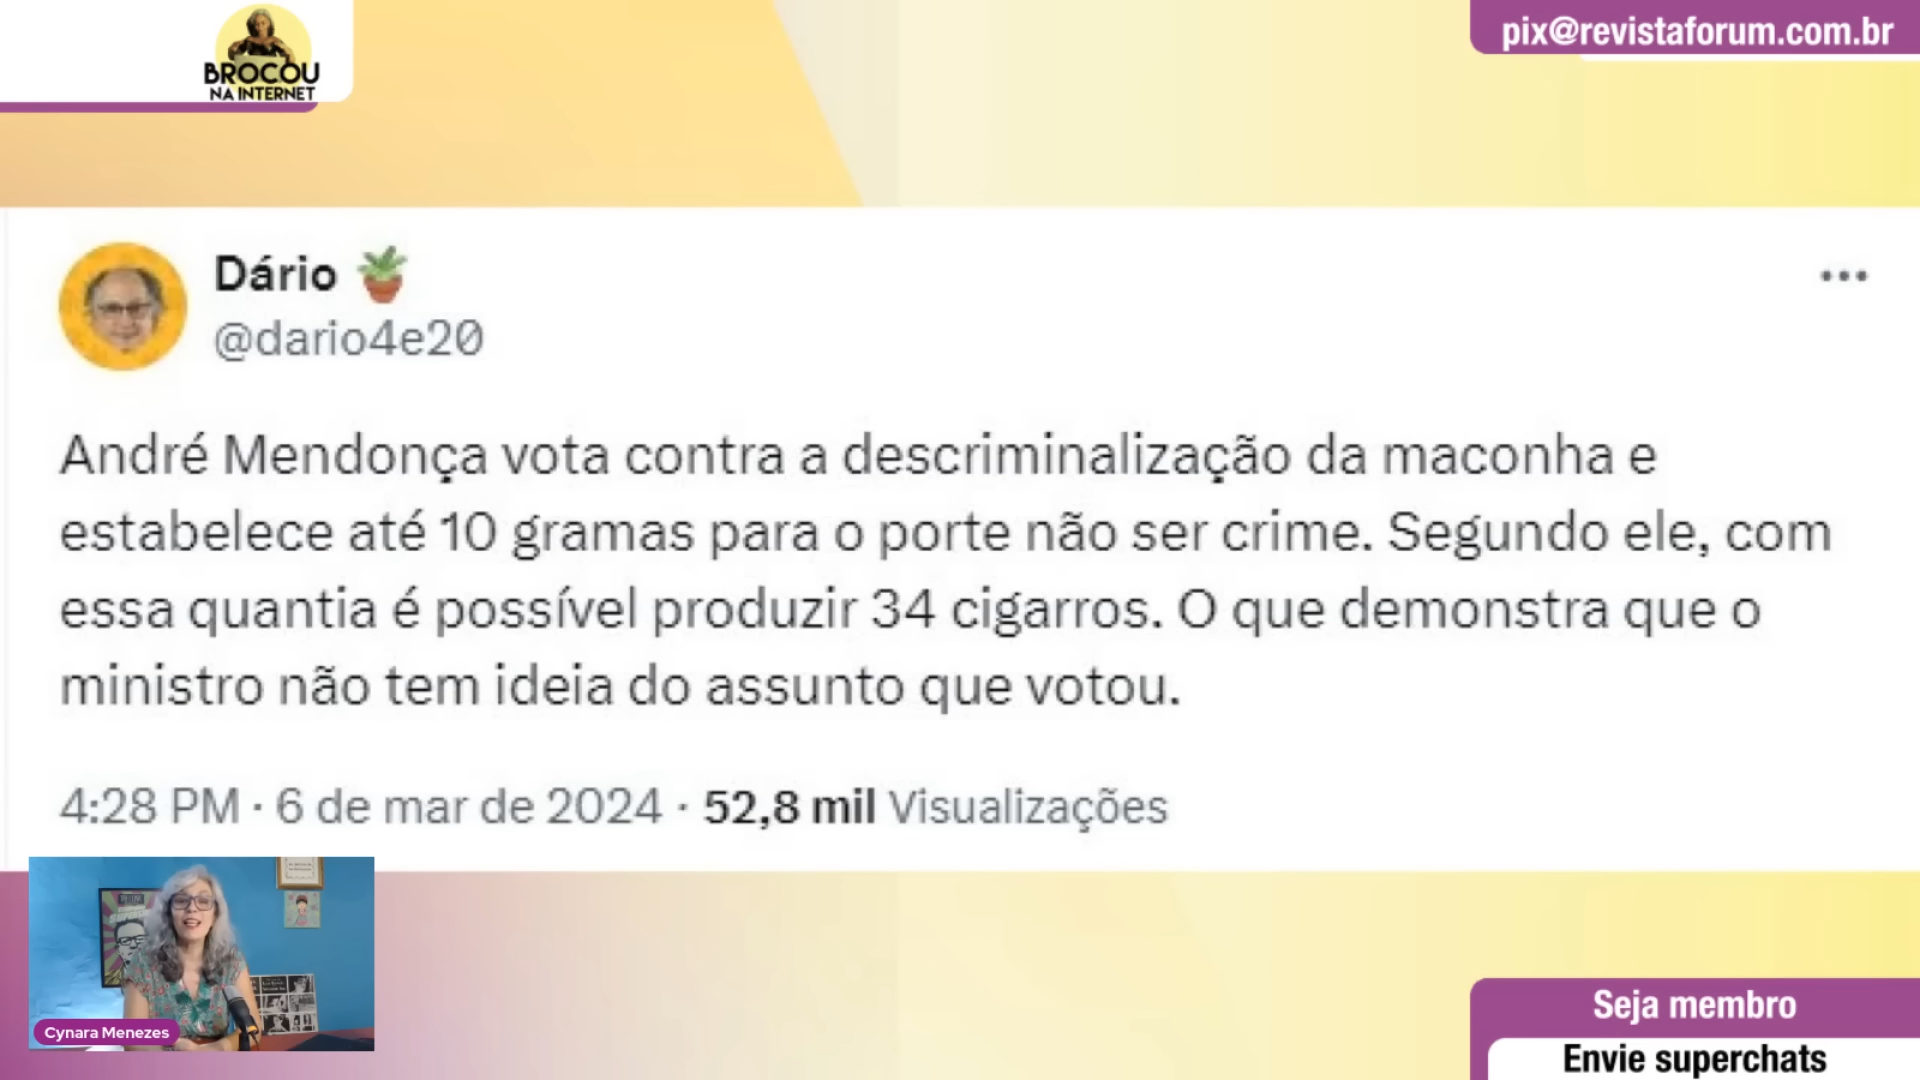 BROCOU
NA INTERNET
pix@revistaforum.com.br
Dário
@dario4e20
André Mendonça vota contra a descriminalização da maconha e
estabelece até 10 gramas para o porte não ser crime. Segundo ele, com
essa quantia é possível produzir 34 cigarros. O que demonstra que o
ministro não tem ideia do assunto que votou.
4:28 PM · 6 de mar de 2024 · 52,8 mil Visualizações
Cynara Menezes
Seja membro
Envie superchats